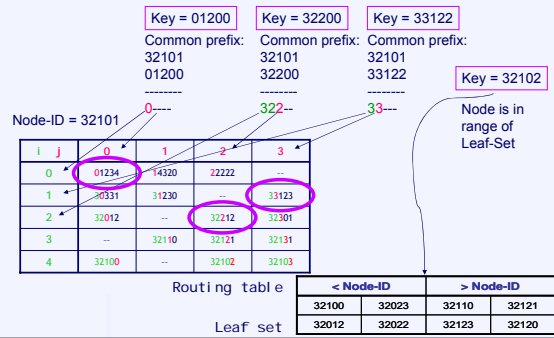 Key = 01200
Key = 32200
Key = 33122
Common prefix:
32101
01200
--------
0----
Common prefix:
32101
32200
--------
322--
Common prefix:
32101
33122
--------
33---
Key = 32102
Node is in
range of
Leaf-Set
Node-ID = 32101
i j 0 1 2 3
0 01234 14320 22222 --
1 30331 31230 -- 33123
2 32012 -- 32212 32301
3 -- 32110 32121 32131
4 32100 -- 32102 32103
Routing table
< Node-ID > Node-ID
32100 32023 32110 32121
32012 32022 32123 32120
Leaf set